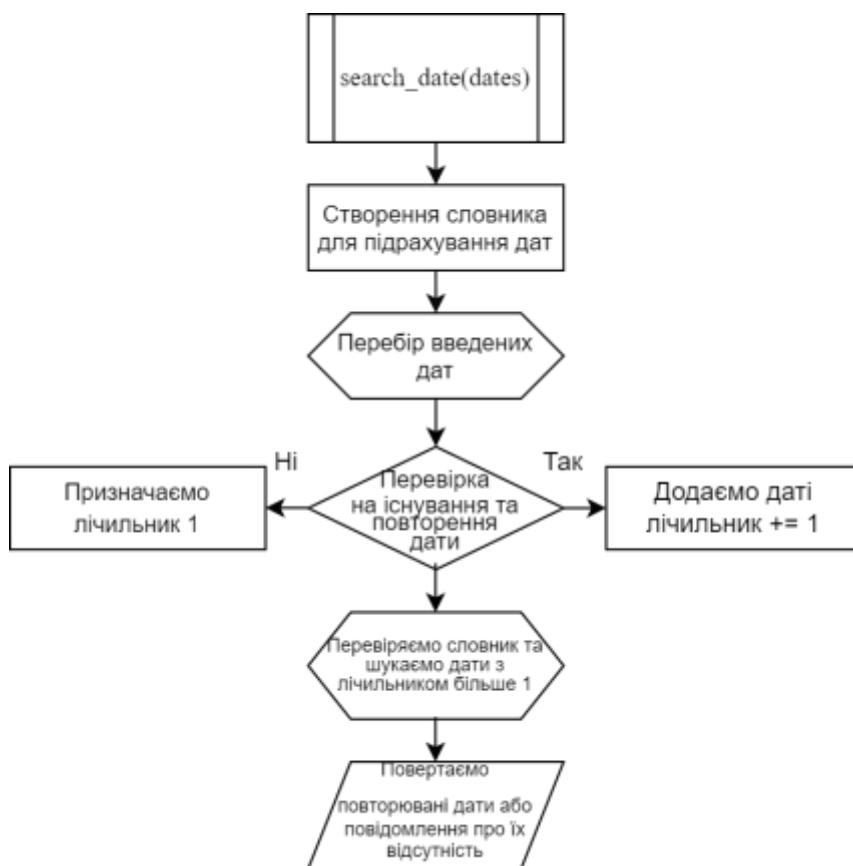 search_date(dates)
Створення словника
для підрахування дат
Перебір введених
дат
Ні
Так
Призначаємо
лічильник 1
Перевірка
на існування та
повторення
дати
Додаємо даті
лічильник += 1
Перевіряємо словник та
шукаємо дати з
лічильником більше 1
Повертаємо
повторювані дати або
повідомлення про їх
відсутність